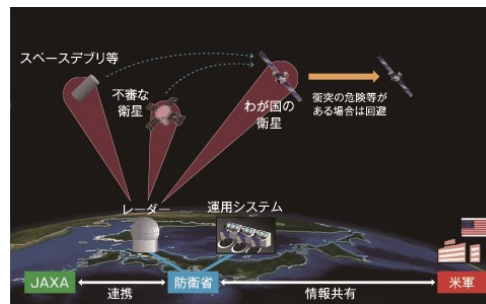 スペースデブリ等
不審な
衛星
わが国の
衛星
衝突の危険等が
ある場合は回避
レーダー
運用システム
JAXA
連携
防衛省
情報共有
米軍